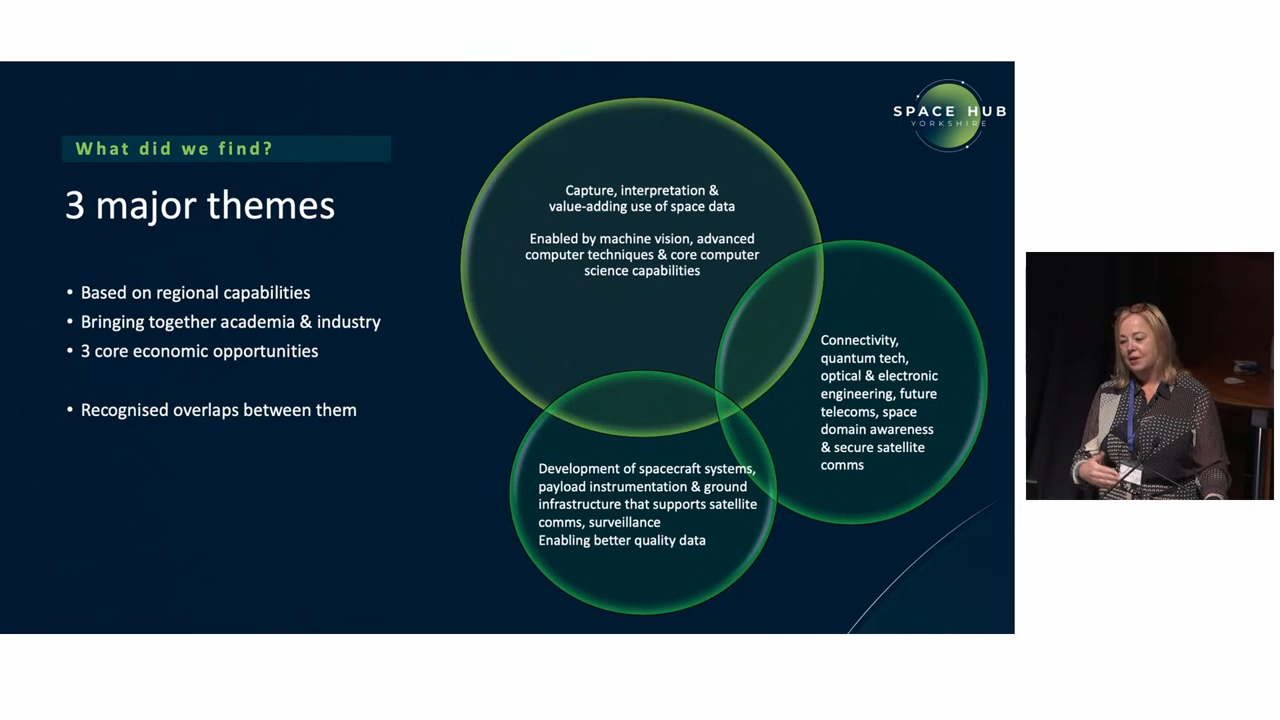 SPACE HUB
YORKSHIRE
What did we find?
3 major themes
• Based on regional capabilities
• Bringing together academia & industry
• 3 core economic opportunities
• Recognised overlaps between them
Capture, interpretation &
value-adding use of space data
Enabled by machine vision, advanced
computer techniques & core computer
science capabilities
Connectivity,
quantum tech,
optical & electronic
engineering, future
telecoms, space
domain awareness
& secure satellite
comms
Development of spacecraft systems,
payload instrumentation & ground
infrastructure that supports satellite
comms, surveillance
Enabling better quality data